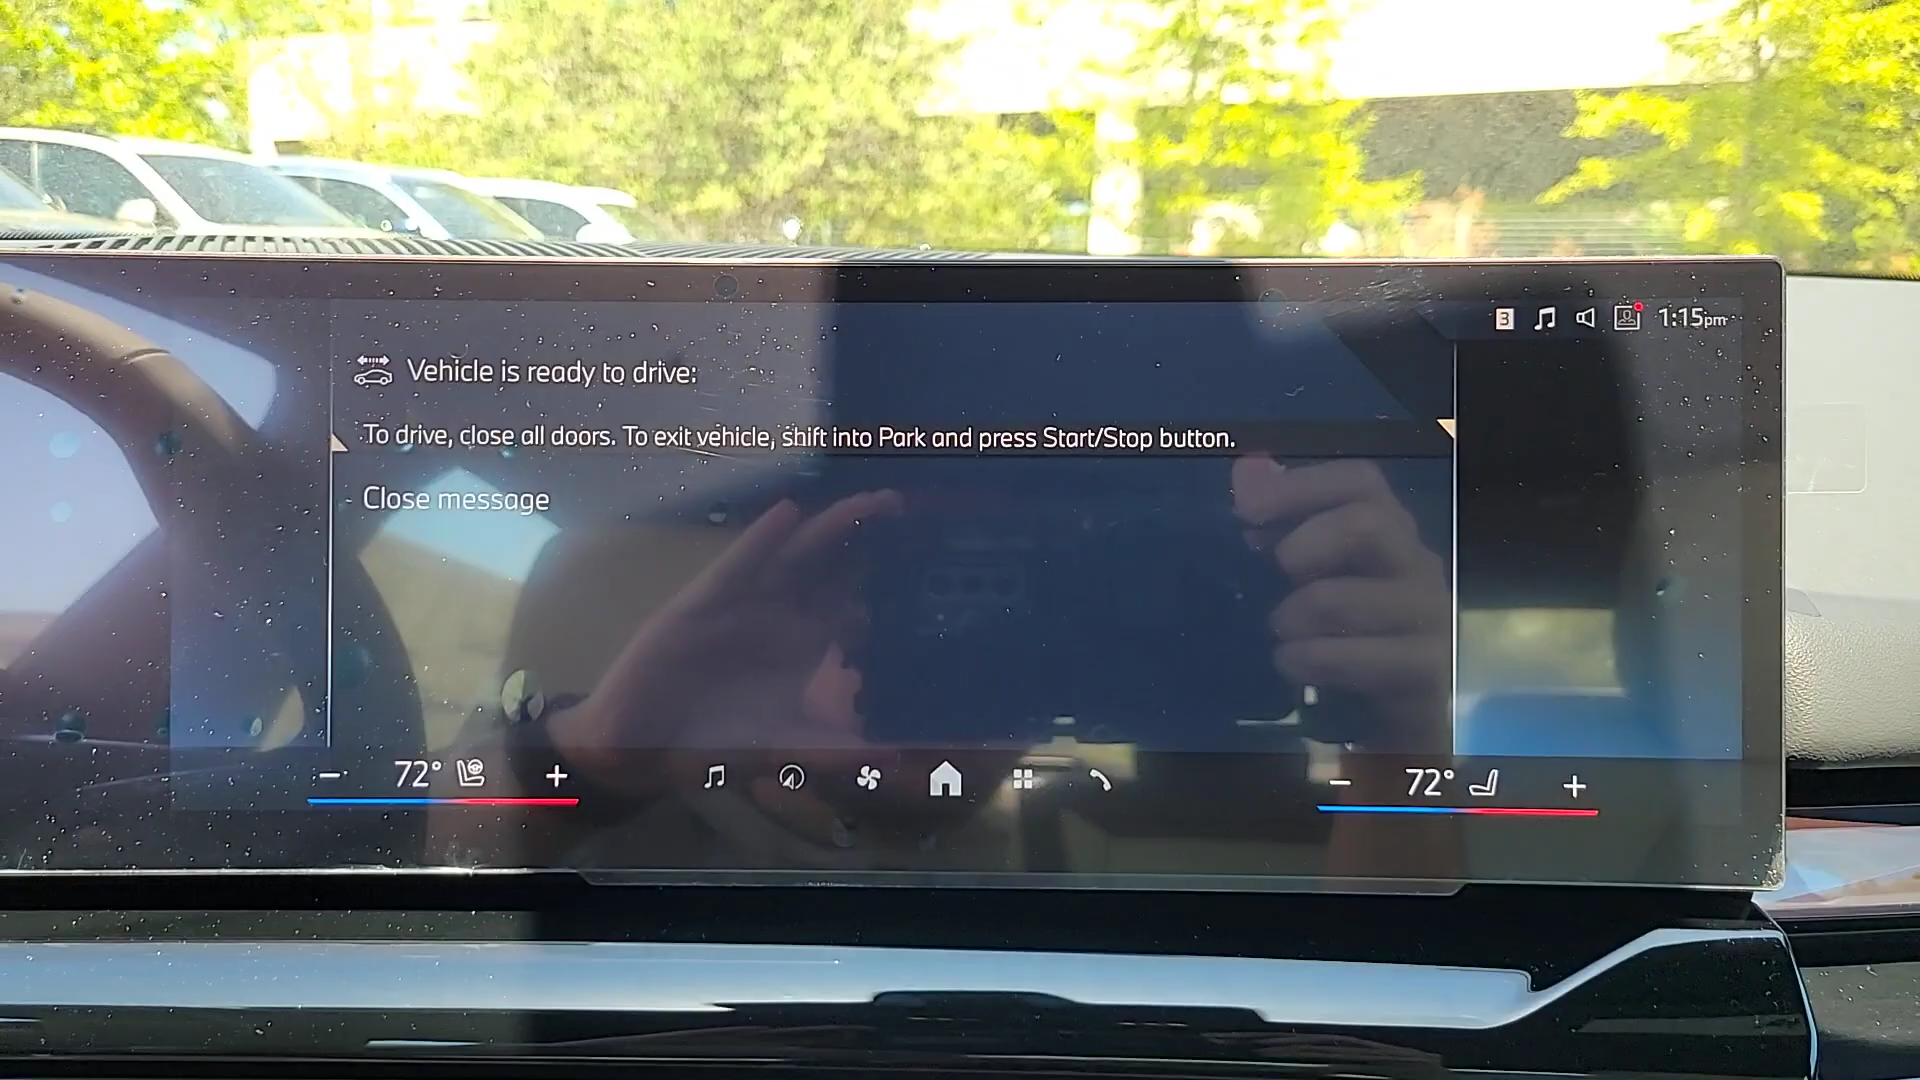 3 1:15pm
Vehicle is ready to drive:
To drive, close all doors. To exit vehicle, shift into Park and press Start/Stop button.
Close message
− 72° + − 72° +